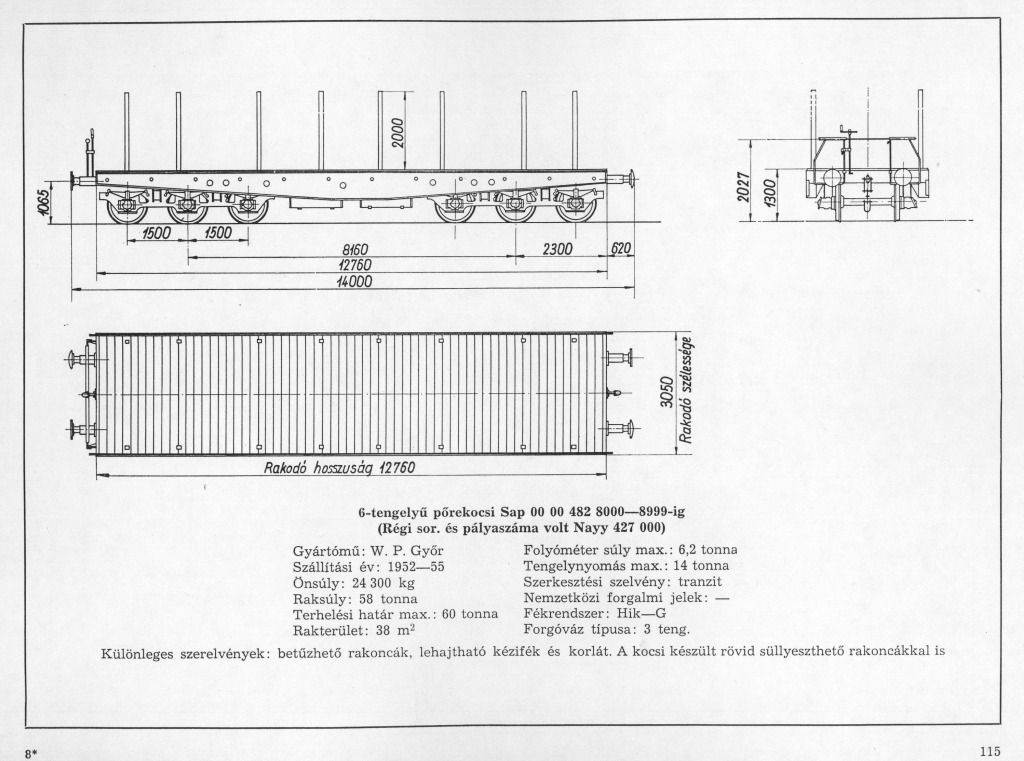 2000
1065
1500
1500
8160
2300
620
12760
14000
2027
1300
3050
Rakodó szélessége
Rakodó hosszuság 12760
6-tengelyű pőrekocsi Sap 00 00 482 8000—8999-ig
(Régi sor. és pályaszáma volt Nayy 427 000)
Gyártómű: W. P. Győr
Szállítási év: 1952—55
Önsúly: 24 300 kg
Raksúly: 58 tonna
Terhelési határ max.: 60 tonna
Rakterület: 38 m²
Folyóméter súly max.: 6,2 tonna
Tengelynyomás max.: 14 tonna
Szerkesztési szelvény: tranzit
Nemzetközi forgalmi jelek: —
Fékrendszer: Hik—G
Forgóváz típusa: 3 teng.
Különleges szerelvények: betűzhető rakoncák, lehajtható kézifék és korlát. A kocsi készült rövid süllyeszthető rakoncákkal is
8*
115